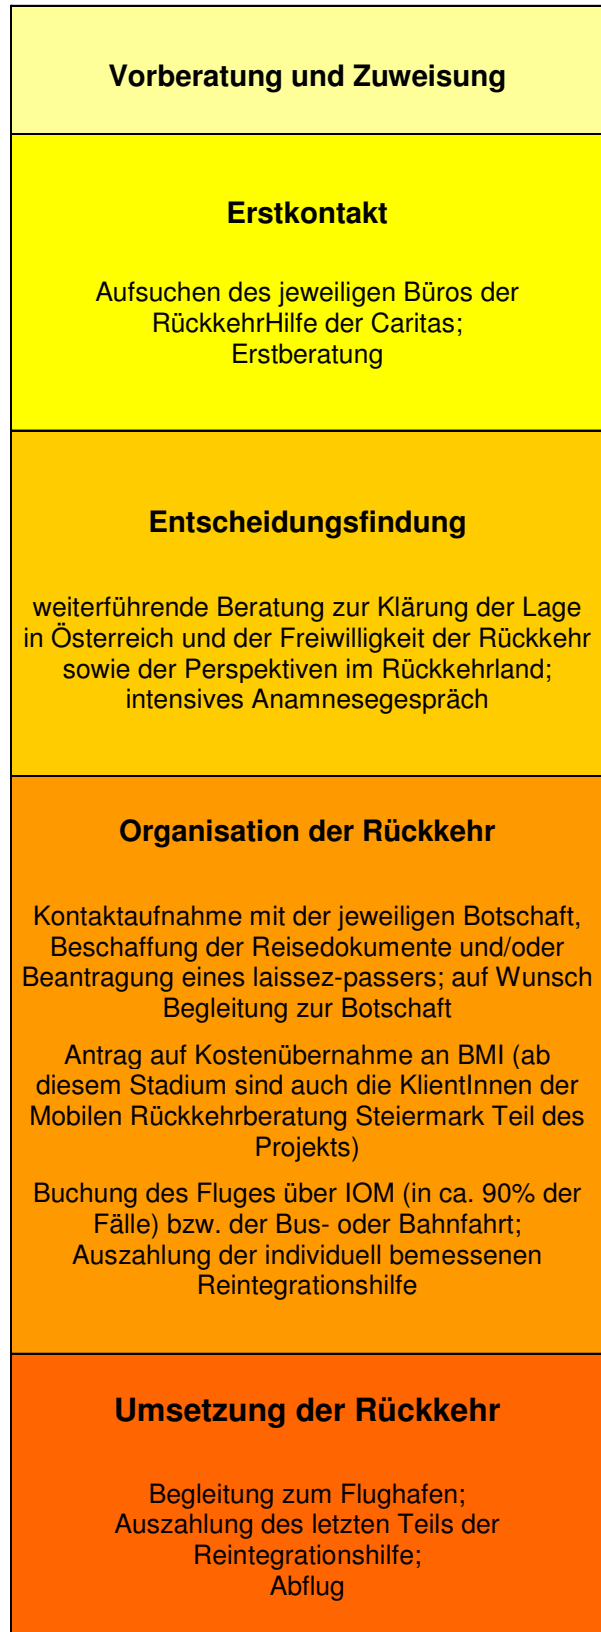 Vorberatung und Zuweisung
Erstkontakt
Aufsuchen des jeweiligen Büros der
RückkehrHilfe der Caritas;
Erstberatung
Entscheidungsfindung
weiterführende Beratung zur Klärung der Lage
in Österreich und der Freiwilligkeit der Rückkehr
sowie der Perspektiven im Rückkehrland;
intensives Anamnesegespräch
Organisation der Rückkehr
Kontaktaufnahme mit der jeweiligen Botschaft,
Beschaffung der Reisedokumente und/oder
Beantragung eines laissez-passers; auf Wunsch
Begleitung zur Botschaft
Antrag auf Kostenübernahme an BMI (ab
diesem Stadium sind auch die KlientInnen der
Mobilen Rückkehrberatung Steiermark Teil des
Projekts)
Buchung des Fluges über IOM (in ca. 90% der
Fälle) bzw. der Bus- oder Bahnfahrt;
Auszahlung der individuell bemessenen
Reintegrationshilfe
Umsetzung der Rückkehr
Begleitung zum Flughafen;
Auszahlung des letzten Teils der
Reintegrationshilfe;
Abflug